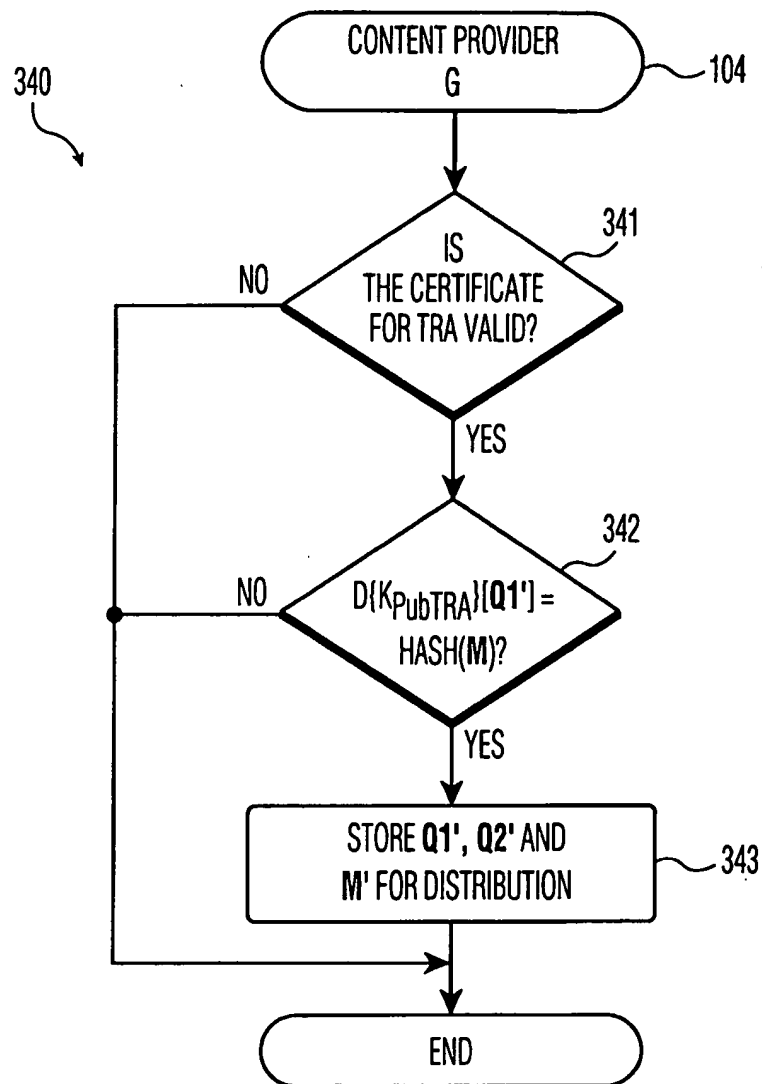 CONTENT PROVIDER
G
104
340
341
IS
THE CERTIFICATE
FOR TRA VALID?
NO
YES
342
D{KPubTRA}[Q1'] =
HASH(M)?
NO
YES
STORE Q1', Q2' AND
M' FOR DISTRIBUTION
343
END